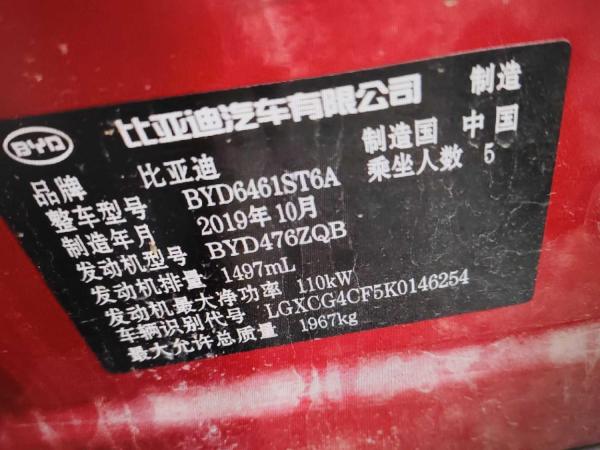 BYD 比亚迪汽车有限公司 制造
品牌 比亚迪 制造国 中国
整车型号 BYD6461ST6A 乘坐人数 5
制造年月 2019年10月
发动机型号 BYD476ZQB
发动机排量 1497mL
发动机最大净功率 110kW
车辆识别代号 LGXCG4CF5K0146254
最大允许总质量 1967kg